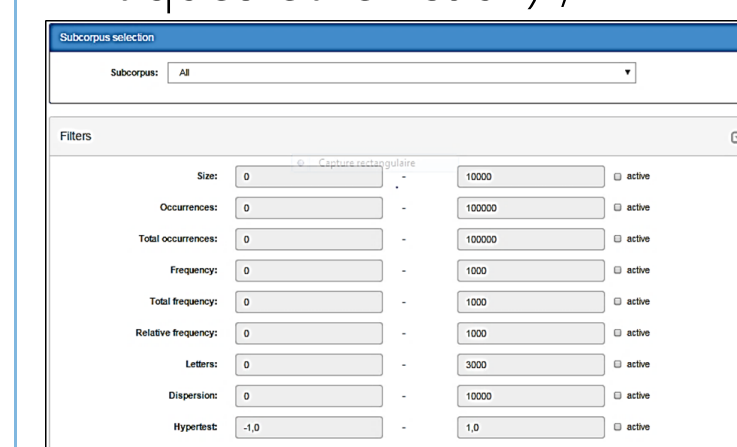 Subcorpus selection
Subcorpus: All
Filters
Capture rectangulaire
Size: 0 - 10000 active
Occurrences: 0 - 100000 active
Total occurrences: 0 - 100000 active
Frequency: 0 - 1000 active
Total frequency: 0 - 1000 active
Relative frequency: 0 - 1000 active
Letters: 0 - 3000 active
Dispersion: 0 - 10000 active
Hypertest: -1,0 - 1,0 active